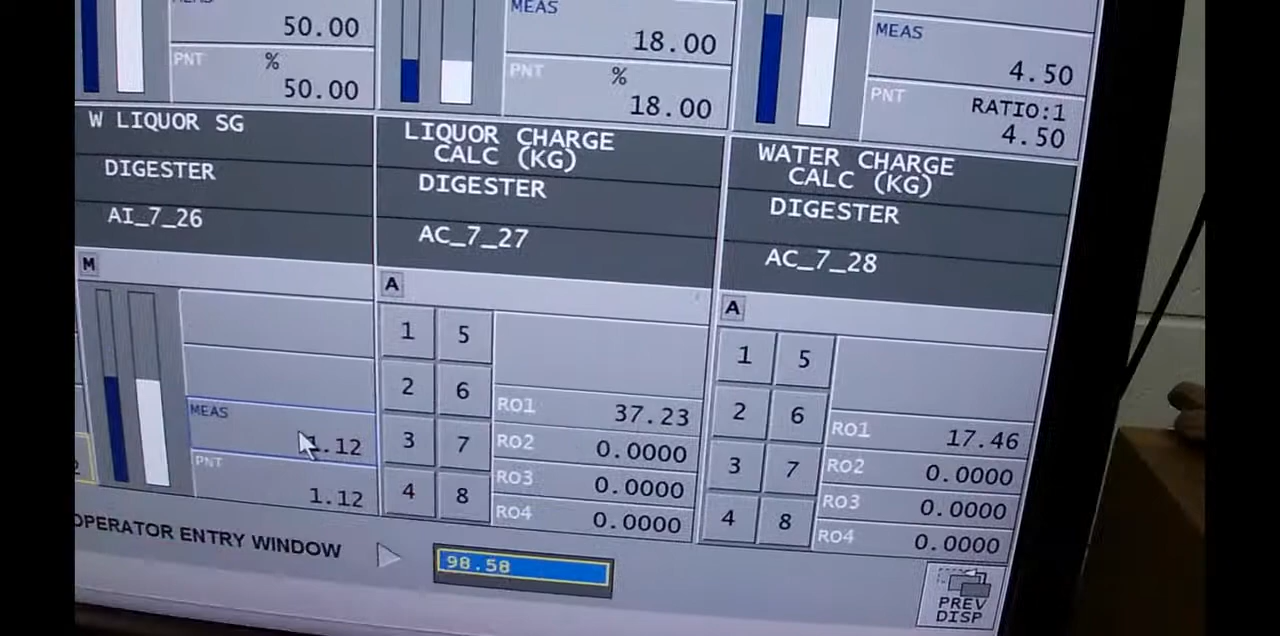 MEAS
50.00
PNT %
50.00
MEAS
18.00
PNT %
18.00
MEAS
4.50
PNT RATIO:1
4.50
W LIQUOR SG
DIGESTER
AI_7_26
M
MEAS
1.12
PNT
1.12
LIQUOR CHARGE
CALC (KG)
DIGESTER
AC_7_27
A
1 5
2 6
3 7
4 8
RO1 37.23
RO2 0.0000
RO3 0.0000
RO4 0.0000
WATER CHARGE
CALC (KG)
DIGESTER
AC_7_28
A
1 5
2 6
3 7
4 8
RO1 17.46
RO2 0.0000
RO3 0.0000
RO4 0.0000
OPERATOR ENTRY WINDOW
98.58
PREV
DISP